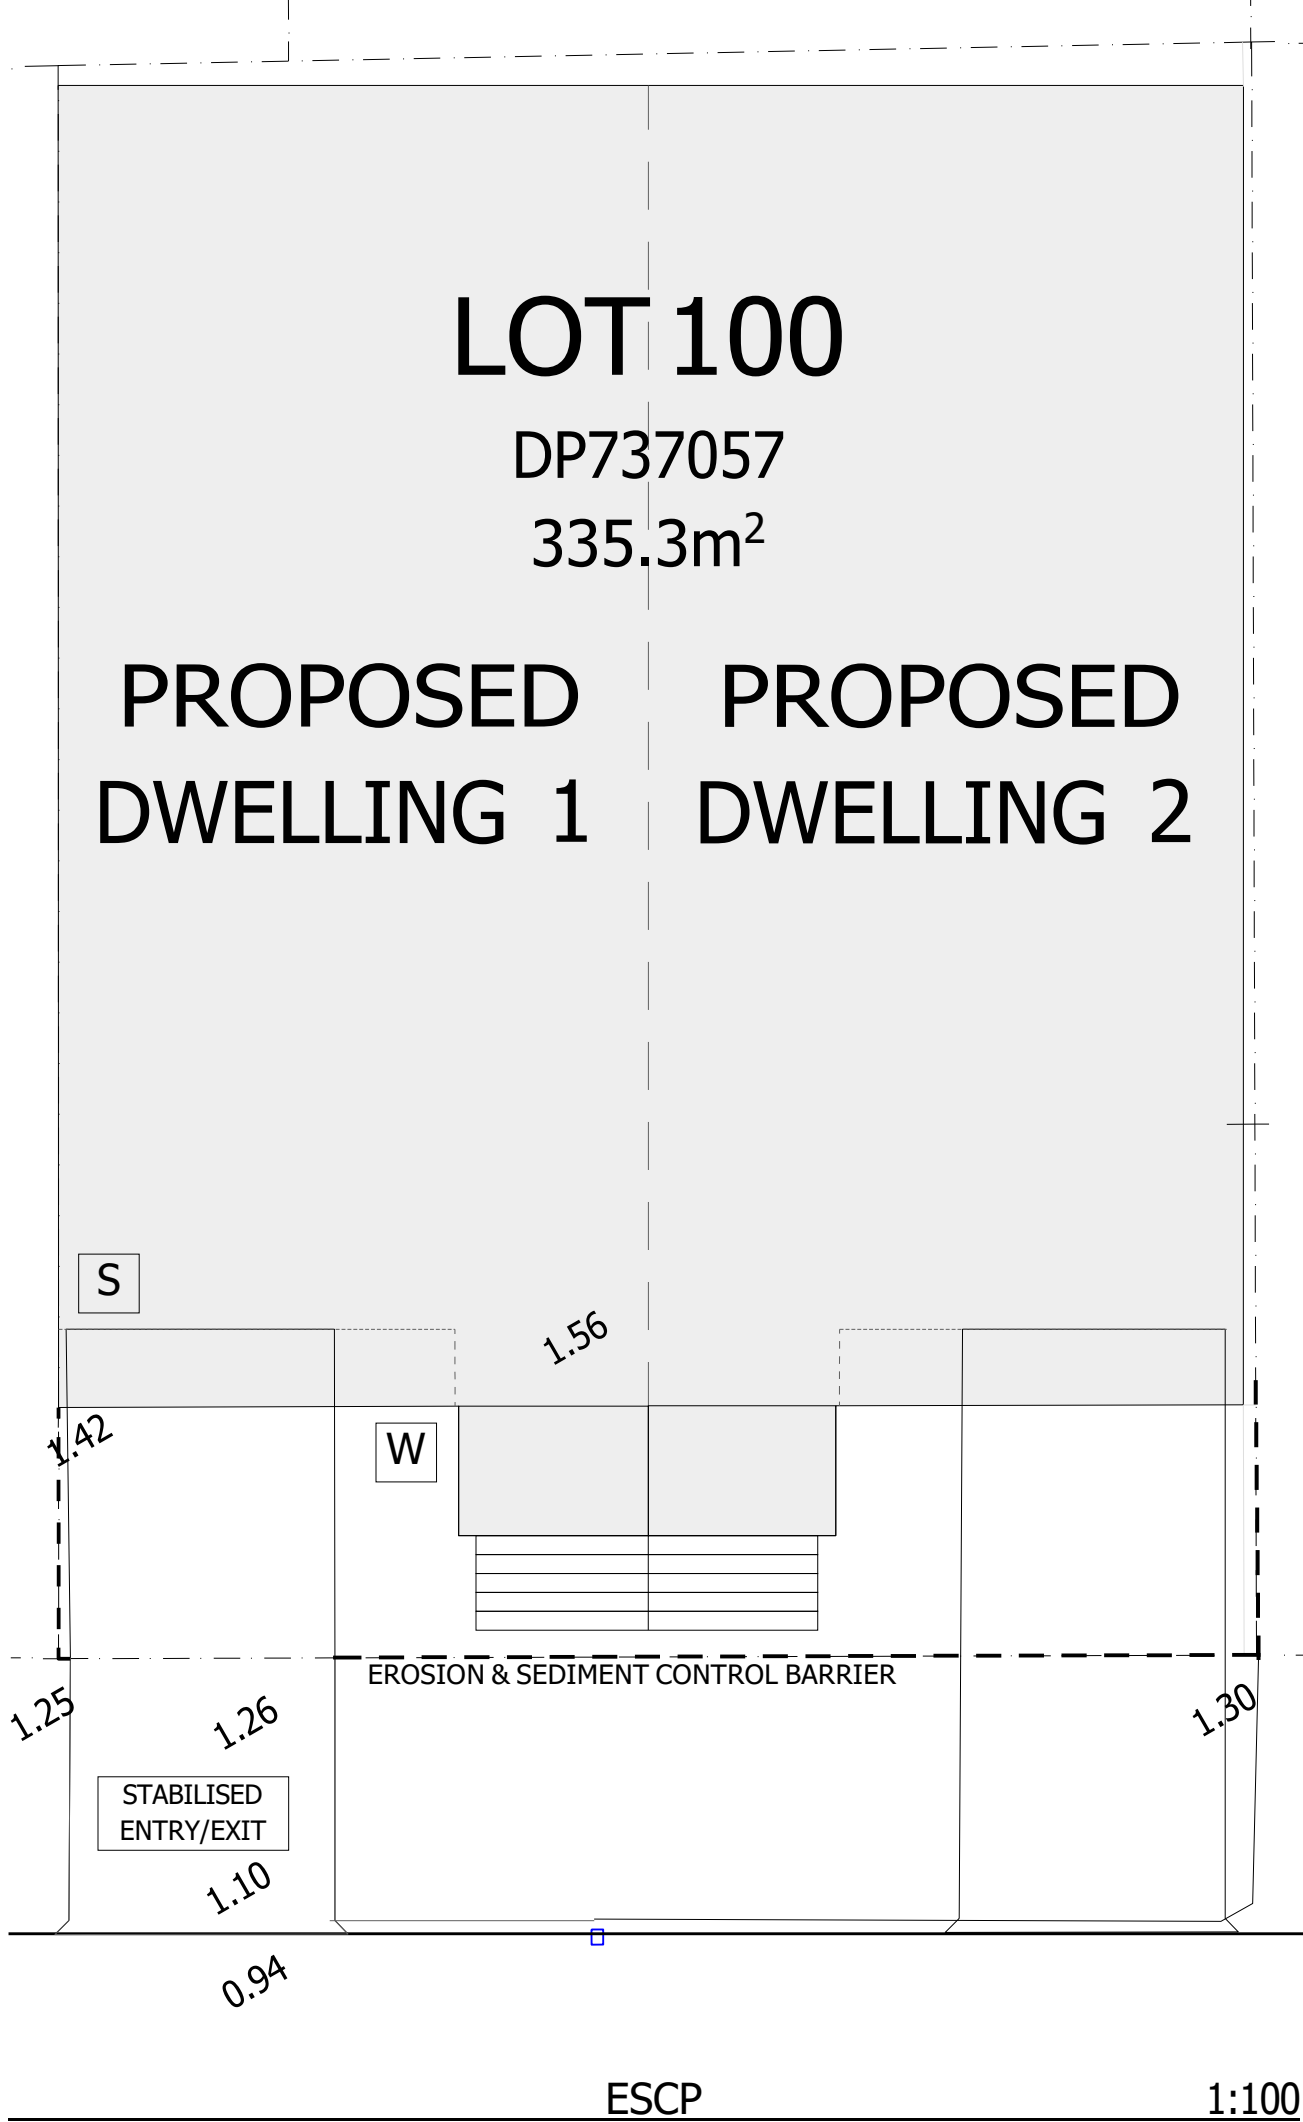 LOT 100
DP737057
335.3m²
PROPOSED
DWELLING 1
PROPOSED
DWELLING 2
S
1.56
1.42
W
EROSION & SEDIMENT CONTROL BARRIER
1.25
1.26
1.30
STABILISED
ENTRY/EXIT
1.10
0.94
ESCP
1:100